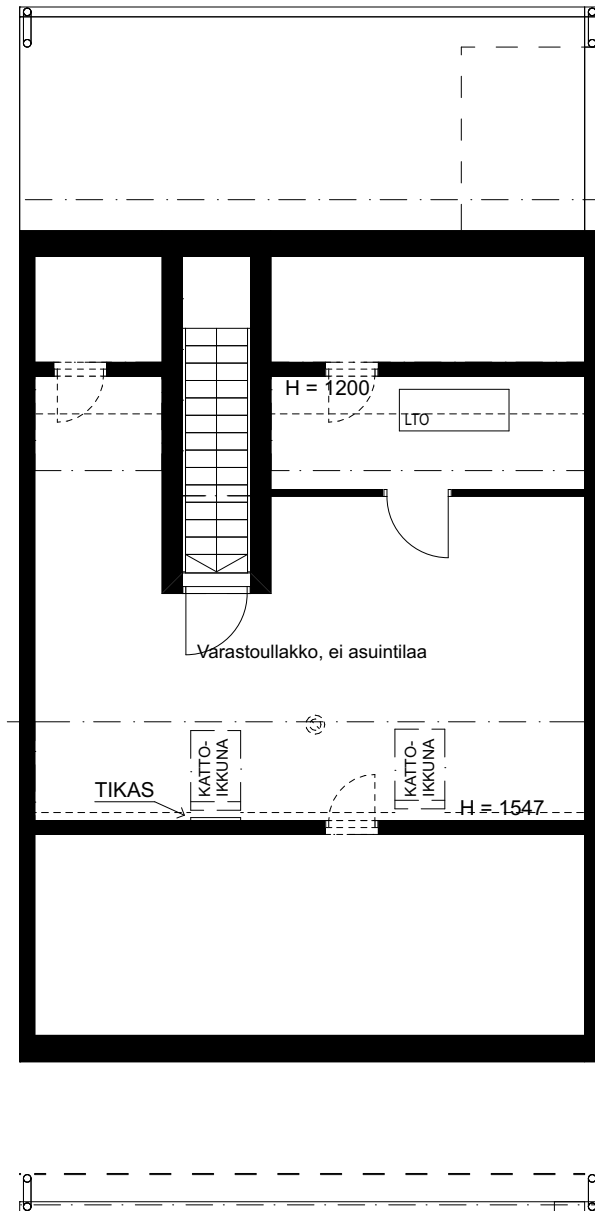 H = 1200
LTO
Varastoullakko, ei asuintilaa
KATTO-
IKKUNA
KATTO-
IKKUNA
TIKAS
H = 1547